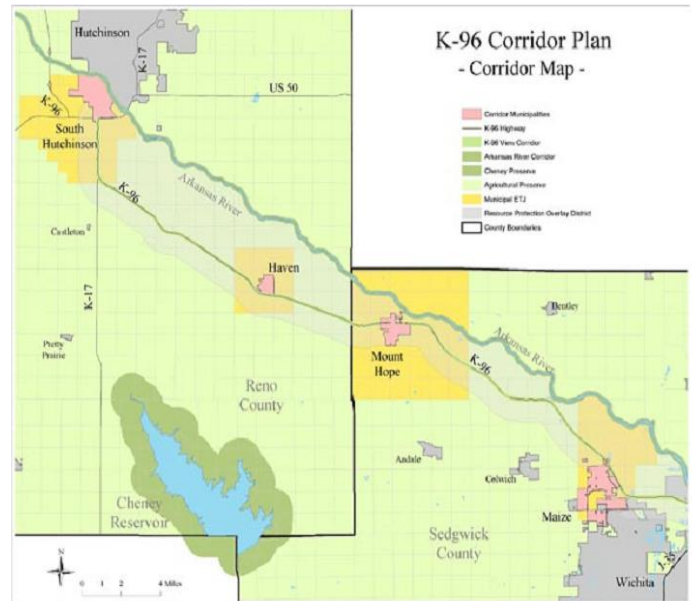 K-96 Corridor Plan
- Corridor Map -
Corridor Municipalities
K-96 Highway
K-96 View Corridor
Arkansas River Corridor
Cheney Preserve
Agricultural Preserve
Municipal ETJ
Resource Protection Overlay District
County Boundaries
Hutchinson
K-17
US 50
K-96
South
Hutchinson
K-96
Arkansas River
Castleton
Haven
K-17
Bentley
Arkansas River
Pretty
Prairie
Mount
Hope
K-96
Reno
County
Andale
Colwich
Cheney
Reservoir
Maize
Sedgwick
County
Wichita
N
0 1 2 4 Miles